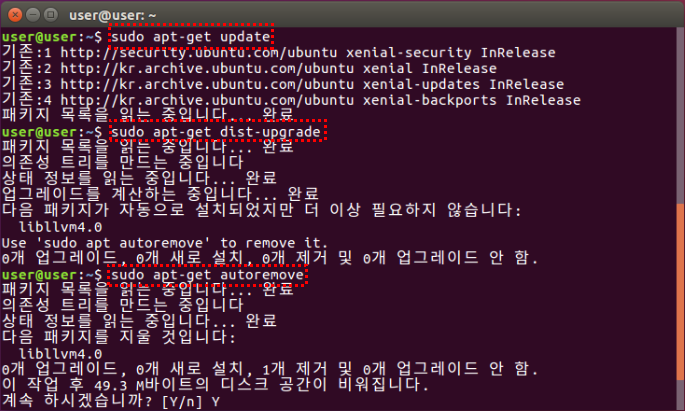 user@user: ~
user@user:~$ sudo apt-get update
기존:1 http://security.ubuntu.com/ubuntu xenial-security InRelease
기존:2 http://kr.archive.ubuntu.com/ubuntu xenial InRelease
기존:3 http://kr.archive.ubuntu.com/ubuntu xenial-updates InRelease
기존:4 http://kr.archive.ubuntu.com/ubuntu xenial-backports InRelease
패키지 목록을 읽는 중입니다... 완료
user@user:~$ sudo apt-get dist-upgrade
패키지 목록을 읽는 중입니다... 완료
의존성 트리를 만드는 중입니다
상태 정보를 읽는 중입니다... 완료
업그레이드를 계산하는 중입니다... 완료
다음 패키지가 자동으로 설치되었지만 더 이상 필요하지 않습니다:
libllvm4.0
Use 'sudo apt autoremove' to remove it.
0개 업그레이드, 0개 새로 설치, 0개 제거 및 0개 업그레이드 안 함.
user@user:~$ sudo apt-get autoremove
패키지 목록을 읽는 중입니다... 완료
의존성 트리를 만드는 중입니다
상태 정보를 읽는 중입니다... 완료
다음 패키지를 지울 것입니다:
libllvm4.0
0개 업그레이드, 0개 새로 설치, 1개 제거 및 0개 업그레이드 안 함.
이 작업 후 49.3 M바이트의 디스크 공간이 비워집니다.
계속 하시겠습니까? [Y/n] Y